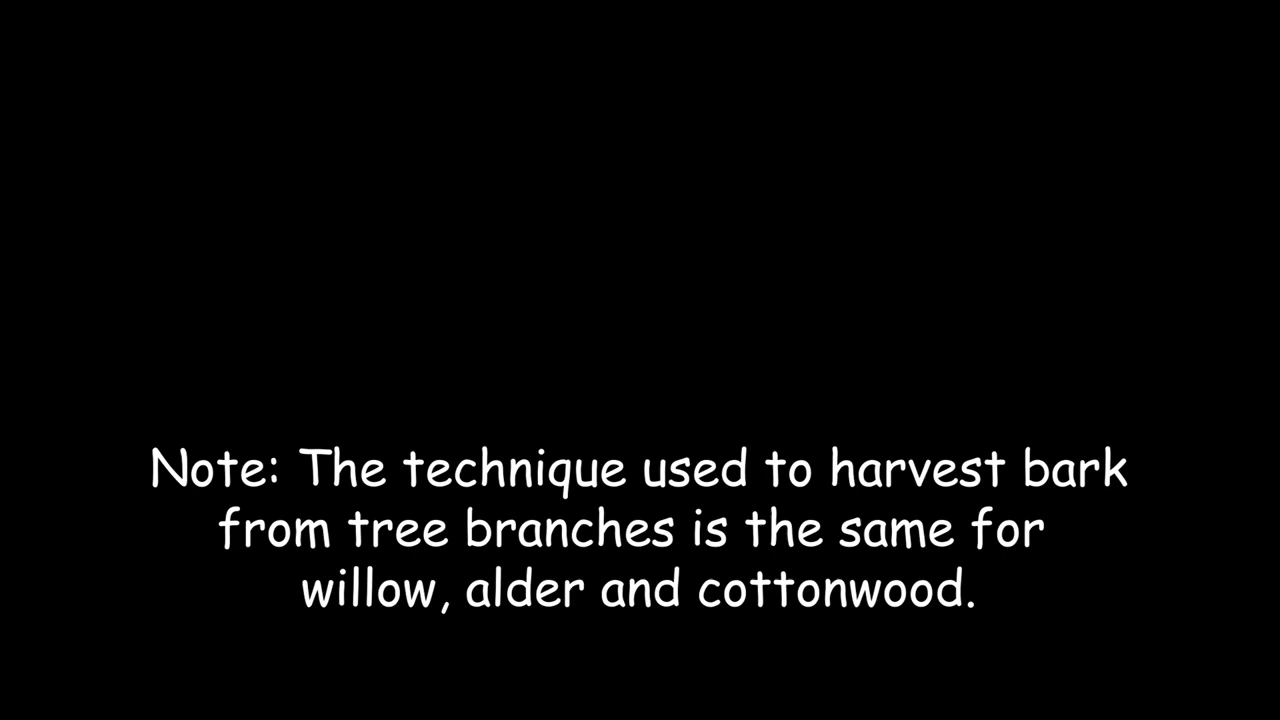 Note: The technique used to harvest bark
from tree branches is the same for
willow, alder and cottonwood.